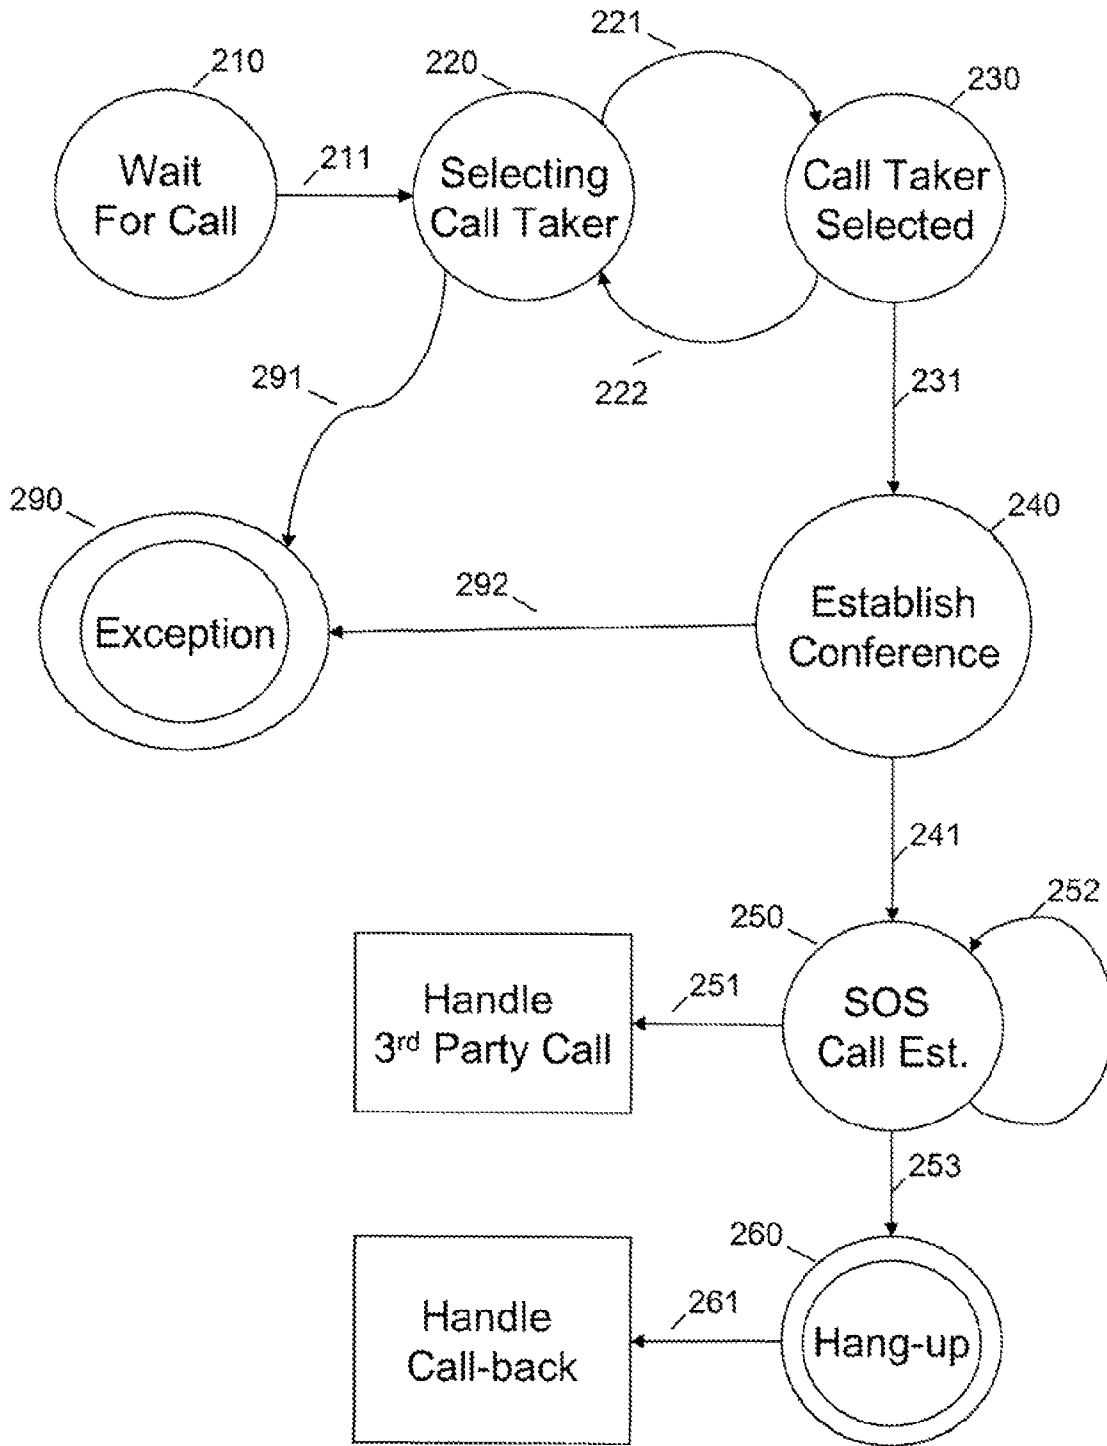 221
210
220
230
211
Wait
For Call
Selecting
Call Taker
Call Taker
Selected
291
222
231
290
240
292
Exception
Establish
Conference
241
252
250
251
Handle
3rd Party Call
SOS
Call Est.
253
260
261
Handle
Call-back
Hang-up